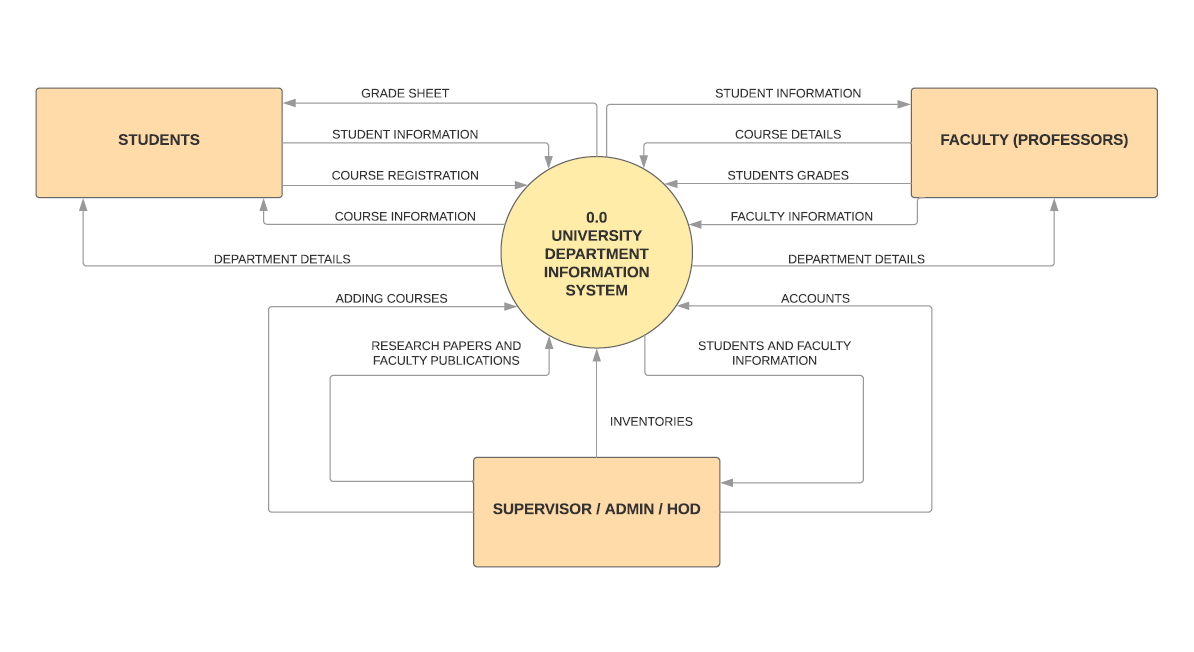 GRADE SHEET
STUDENT INFORMATION
STUDENTS
STUDENT INFORMATION
COURSE DETAILS
FACULTY (PROFESSORS)
COURSE REGISTRATION
STUDENTS GRADES
COURSE INFORMATION
0.0
UNIVERSITY
DEPARTMENT
INFORMATION
SYSTEM
FACULTY INFORMATION
DEPARTMENT DETAILS
DEPARTMENT DETAILS
ADDING COURSES
ACCOUNTS
RESEARCH PAPERS AND
FACULTY PUBLICATIONS
STUDENTS AND FACULTY
INFORMATION
INVENTORIES
SUPERVISOR / ADMIN / HOD